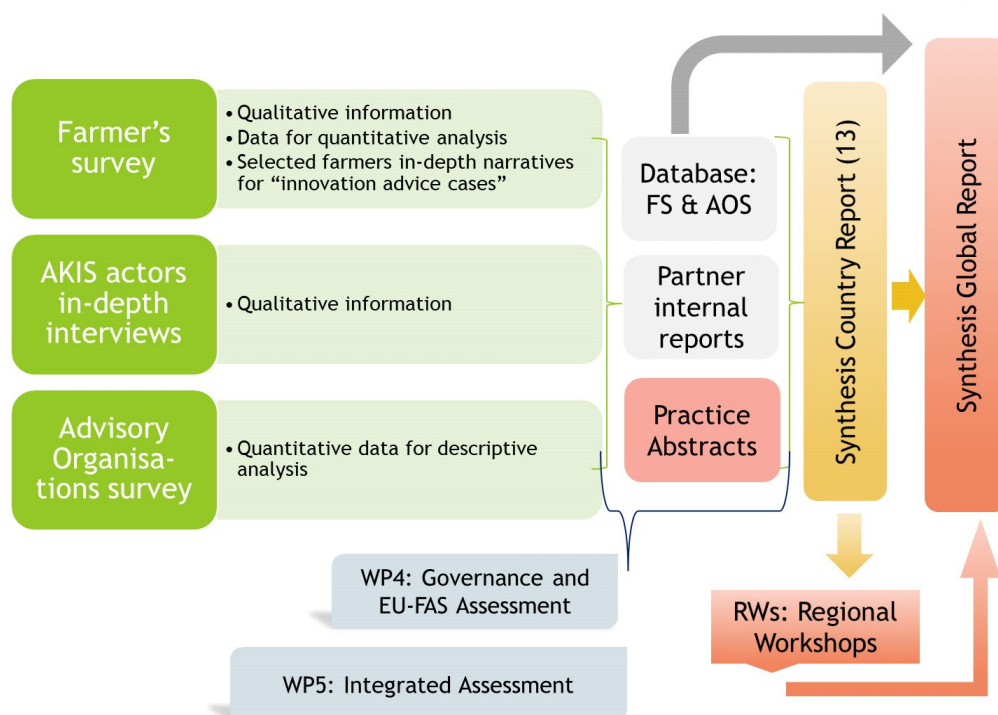 Farmer’s
survey
• Qualitative information
• Data for quantitative analysis
• Selected farmers in-depth narratives
for “innovation advice cases”
AKIS actors
in-depth
interviews
• Qualitative information
Advisory
Organisa-
tions survey
• Quantitative data for descriptive
analysis
Database:
FS & AOS
Partner
internal
reports
Practice
Abstracts
Synthesis Country Report (13)
Synthesis Global Report
WP4: Governance and
EU-FAS Assessment
WP5: Integrated Assessment
RWs: Regional
Workshops